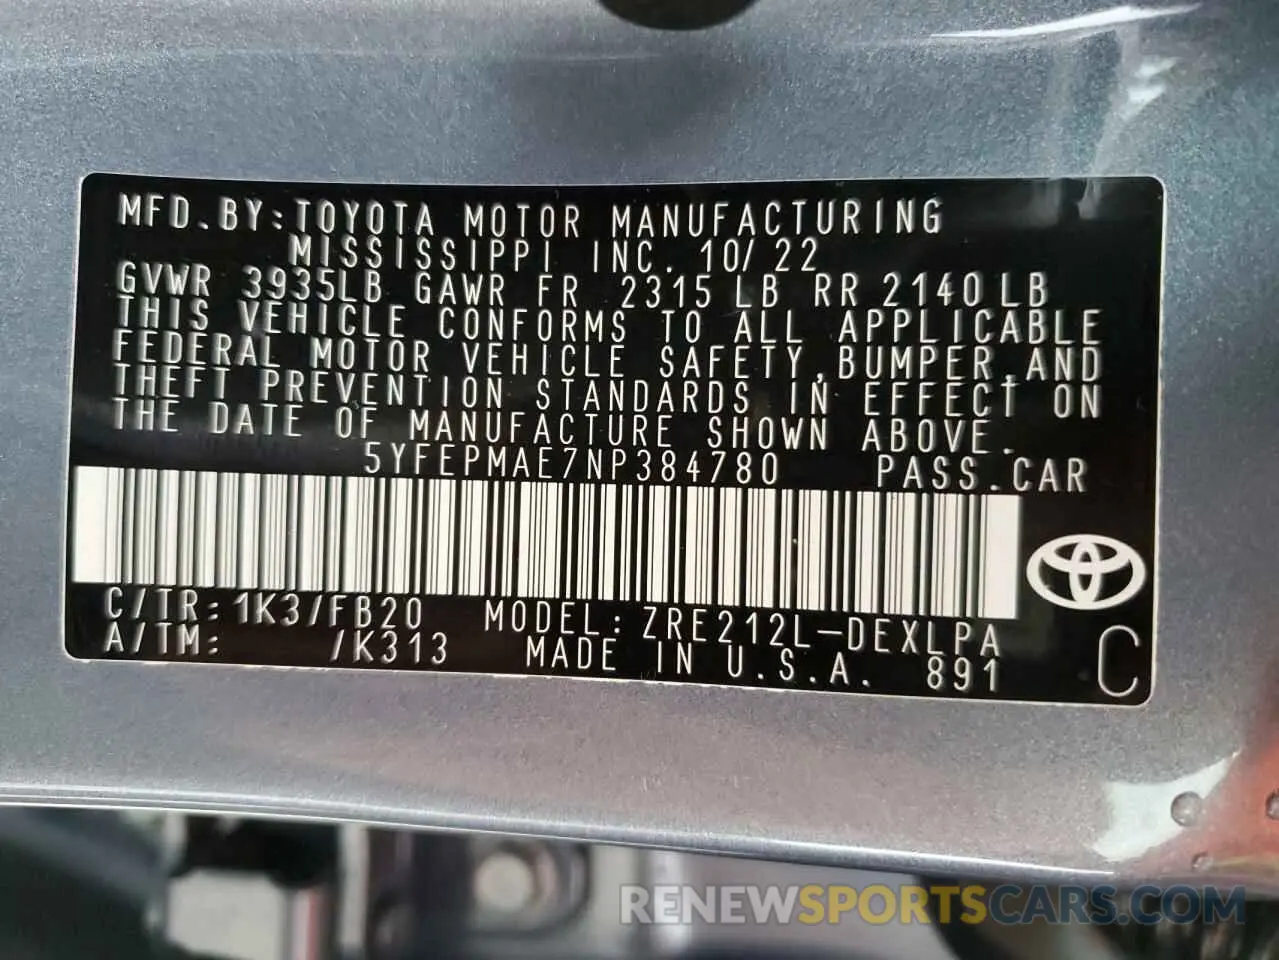 MFD.BY:TOYOTA MOTOR MANUFACTURING
MISSISSIPPI INC. 10/22
GVWR 3935LB GAWR FR 2315 LB RR 2140 LB
THIS VEHICLE CONFORMS TO ALL APPLICABLE
FEDERAL MOTOR VEHICLE SAFETY,BUMPER,AND
THEFT PREVENTION STANDARDS IN EFFECT ON
THE DATE OF MANUFACTURE SHOWN ABOVE.
5YFEPMAE7NP384780 PASS.CAR
C/TR:1K3/FB20 MODEL:ZRE212L-DEXLPA
A/TM: /K313 MADE IN U.S.A. 891
C
RENEWSPORTSCARS.COM